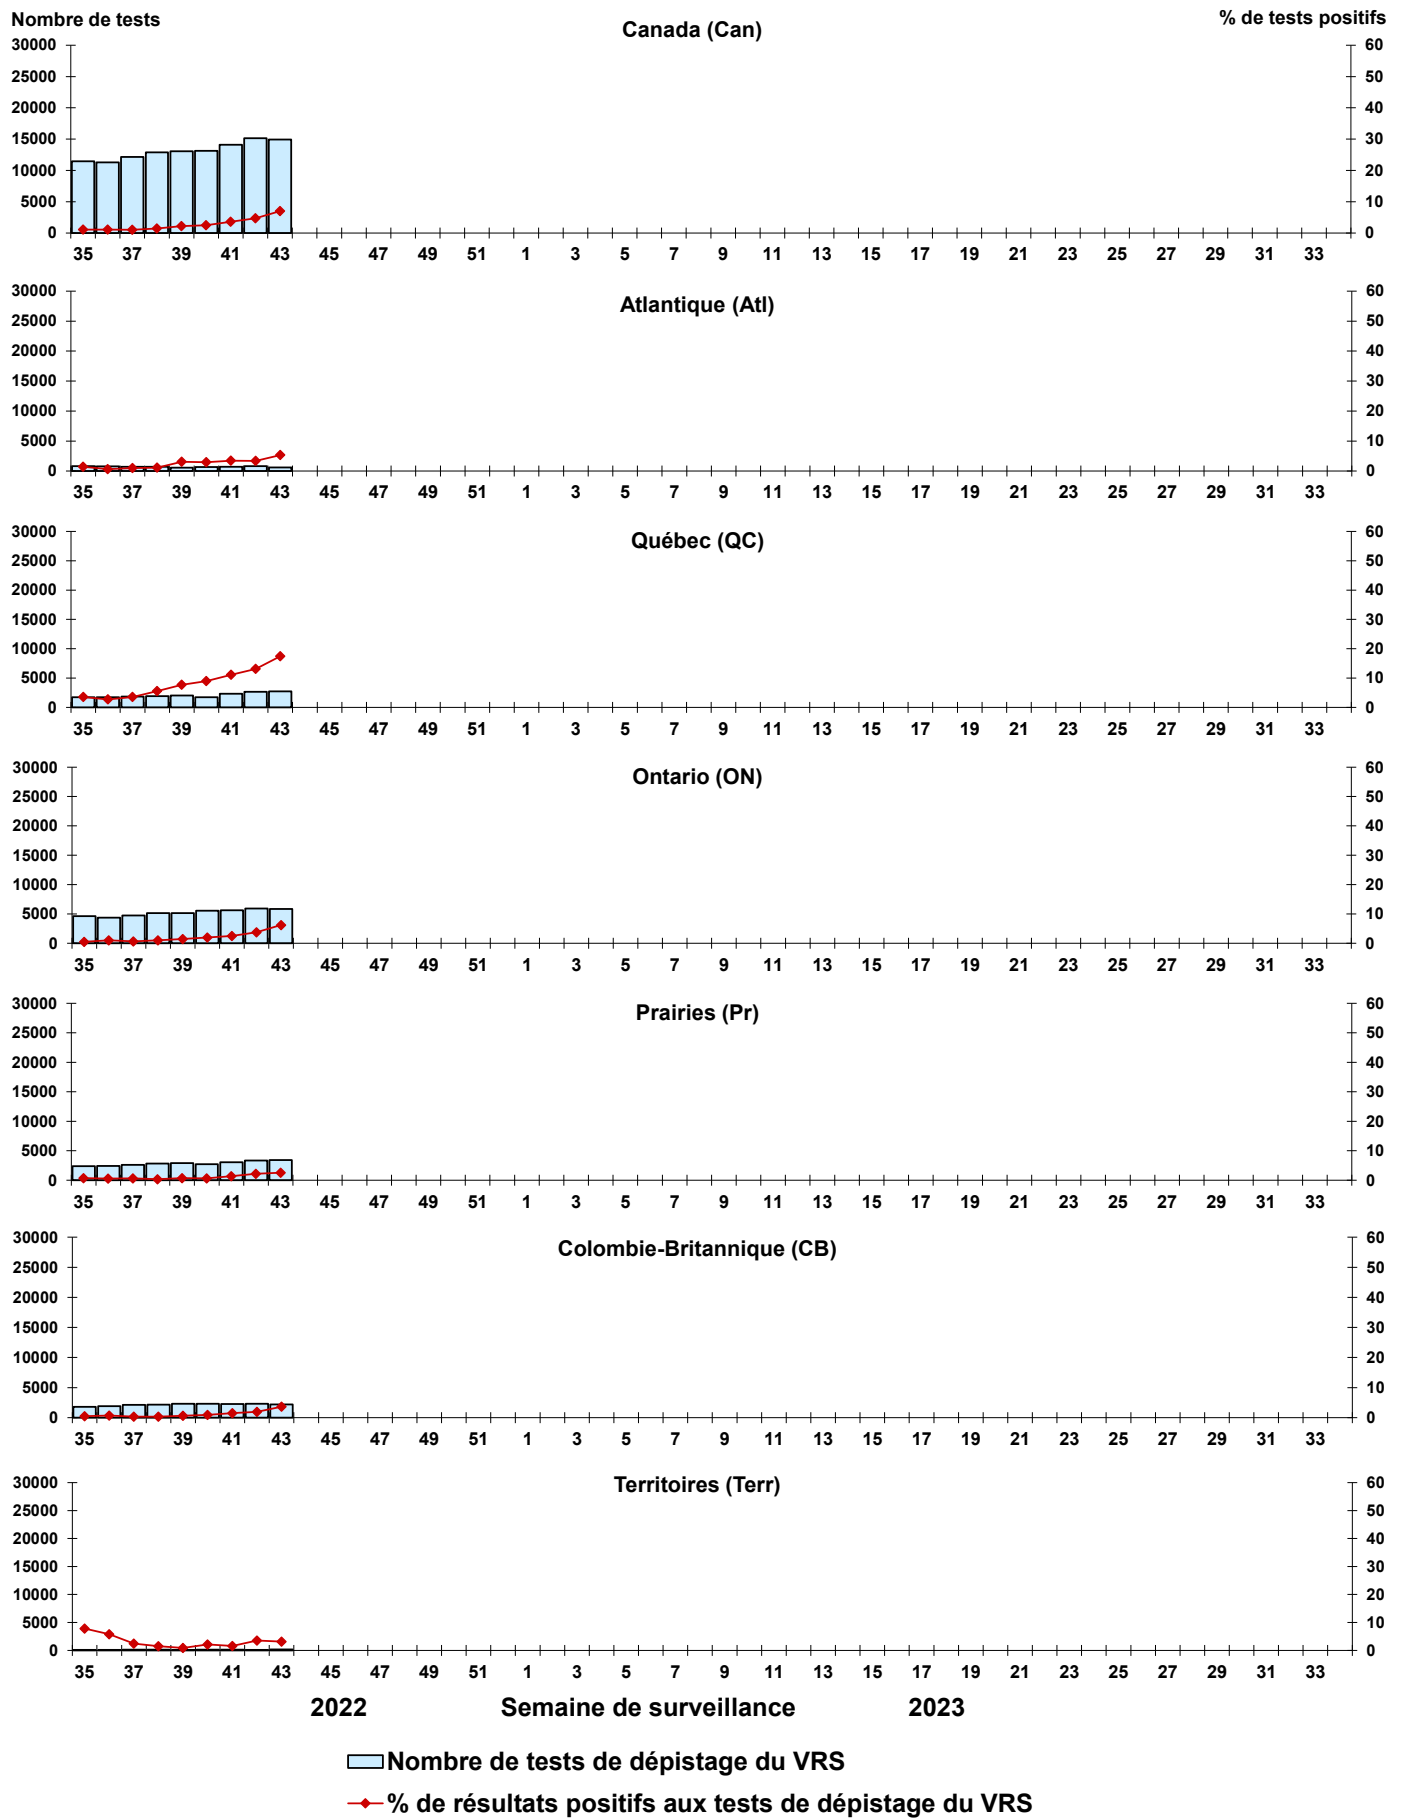 Nombre de tests % de tests positifs
Canada (Can)
30000 60
25000 50
20000 40
15000 30
10000 20
5000 10
0 0
35 37 39 41 43 45 47 49 51 1 3 5 7 9 11 13 15 17 19 21 23 25 27 29 31 33
Atlantique (Atl)
30000 60
25000 50
20000 40
15000 30
10000 20
5000 10
0 0
35 37 39 41 43 45 47 49 51 1 3 5 7 9 11 13 15 17 19 21 23 25 27 29 31 33
Québec (QC)
30000 60
25000 50
20000 40
15000 30
10000 20
5000 10
0 0
35 37 39 41 43 45 47 49 51 1 3 5 7 9 11 13 15 17 19 21 23 25 27 29 31 33
Ontario (ON)
30000 60
25000 50
20000 40
15000 30
10000 20
5000 10
0 0
35 37 39 41 43 45 47 49 51 1 3 5 7 9 11 13 15 17 19 21 23 25 27 29 31 33
Prairies (Pr)
30000 60
25000 50
20000 40
15000 30
10000 20
5000 10
0 0
35 37 39 41 43 45 47 49 51 1 3 5 7 9 11 13 15 17 19 21 23 25 27 29 31 33
Colombie-Britannique (CB)
30000 60
25000 50
20000 40
15000 30
10000 20
5000 10
0 0
35 37 39 41 43 45 47 49 51 1 3 5 7 9 11 13 15 17 19 21 23 25 27 29 31 33
Territoires (Terr)
30000 60
25000 50
20000 40
15000 30
10000 20
5000 10
0 0
35 37 39 41 43 45 47 49 51 1 3 5 7 9 11 13 15 17 19 21 23 25 27 29 31 33
2022 Semaine de surveillance 2023
Nombre de tests de dépistage du VRS
% de résultats positifs aux tests de dépistage du VRS